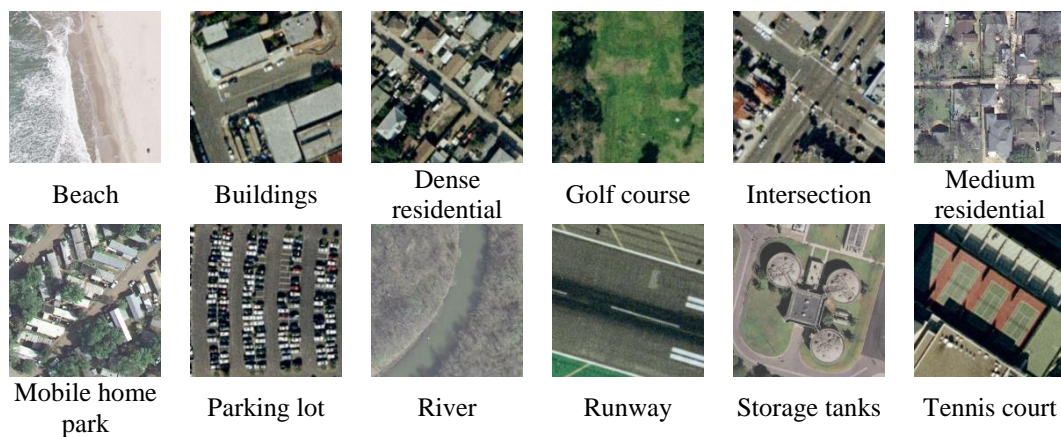 Beach
Buildings
Dense
residential
Golf course
Intersection
Medium
residential
Mobile home
park
Parking lot
River
Runway
Storage tanks
Tennis court